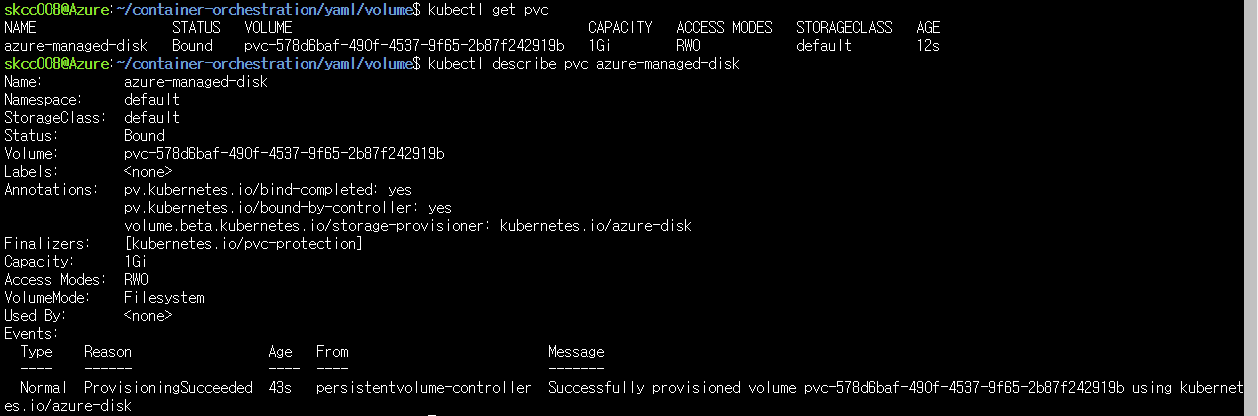 skcc008@Azure:~/container-orchestration/yaml/volume$ kubectl get pvc
NAME                 STATUS   VOLUME                                     CAPACITY   ACCESS MODES   STORAGECLASS   AGE
azure-managed-disk   Bound    pvc-578d6baf-490f-4537-9f65-2b87f242919b   1Gi        RWO            default        12s
skcc008@Azure:~/container-orchestration/yaml/volume$ kubectl describe pvc azure-managed-disk
Name:          azure-managed-disk
Namespace:     default
StorageClass:  default
Status:        Bound
Volume:        pvc-578d6baf-490f-4537-9f65-2b87f242919b
Labels:        <none>
Annotations:   pv.kubernetes.io/bind-completed: yes
               pv.kubernetes.io/bound-by-controller: yes
               volume.beta.kubernetes.io/storage-provisioner: kubernetes.io/azure-disk
Finalizers:    [kubernetes.io/pvc-protection]
Capacity:      1Gi
Access Modes:  RWO
VolumeMode:    Filesystem
Used By:       <none>
Events:
  Type    Reason                 Age   From                         Message
  ----    ------                 ----  ----                         -------
  Normal  ProvisioningSucceeded  43s   persistentvolume-controller  Successfully provisioned volume pvc-578d6baf-490f-4537-9f65-2b87f242919b using kubernet
es.io/azure-disk